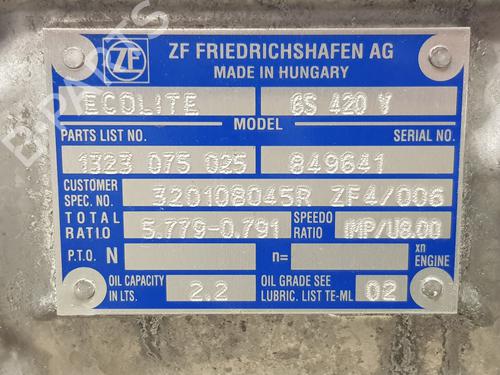 ZF
ZF FRIEDRICHSHAFEN AG
MADE IN HUNGARY
ECOLITE 6S 420 V
MODEL
PARTS LIST NO. SERIAL NO.
1323 075 025 849641
CUSTOMER SPEC. NO. 320108045R ZF4/006
TOTAL RATIO 5.779-0.791 SPEEDO RATIO IMP/U8.00
P.T.O. N n= xn ENGINE
OIL CAPACITY IN LTS. 2.2 OIL GRADE SEE LUBRIC. LIST TE-ML 02
B-PARTS